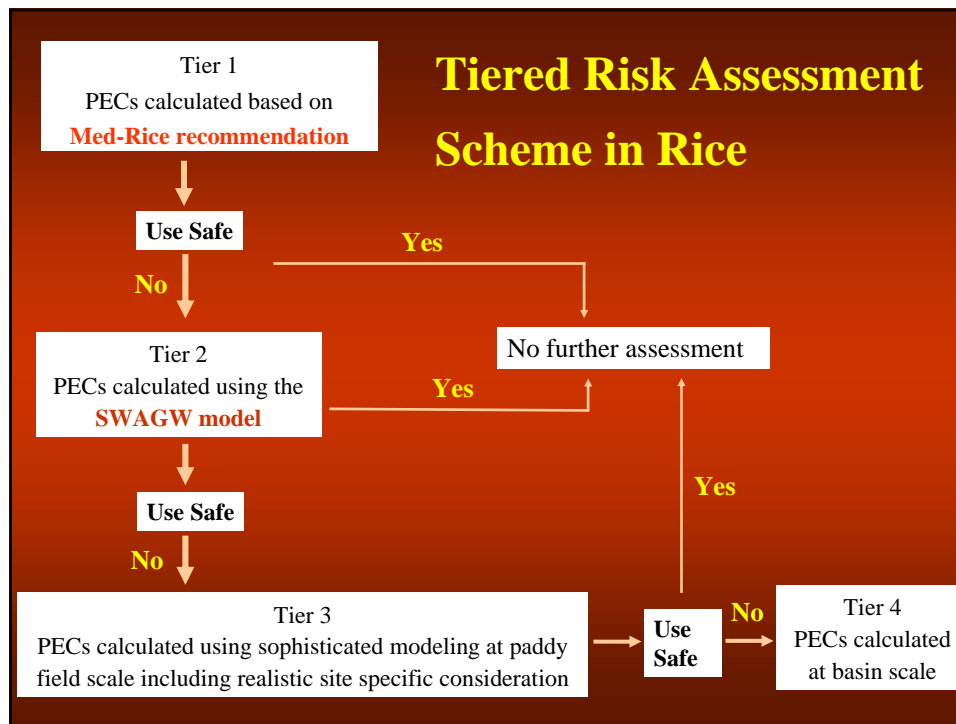 Tiered Risk Assessment
Scheme in Rice
Tier 1
PECs calculated based on
Med-Rice recommendation
Use Safe
Yes
No
Tier 2
PECs calculated using the
SWAGW model
Yes
No further assessment
Use Safe
Yes
No
Tier 3
PECs calculated using sophisticated modeling at paddy
field scale including realistic site specific consideration
Use
Safe
No
Tier 4
PECs calculated
at basin scale